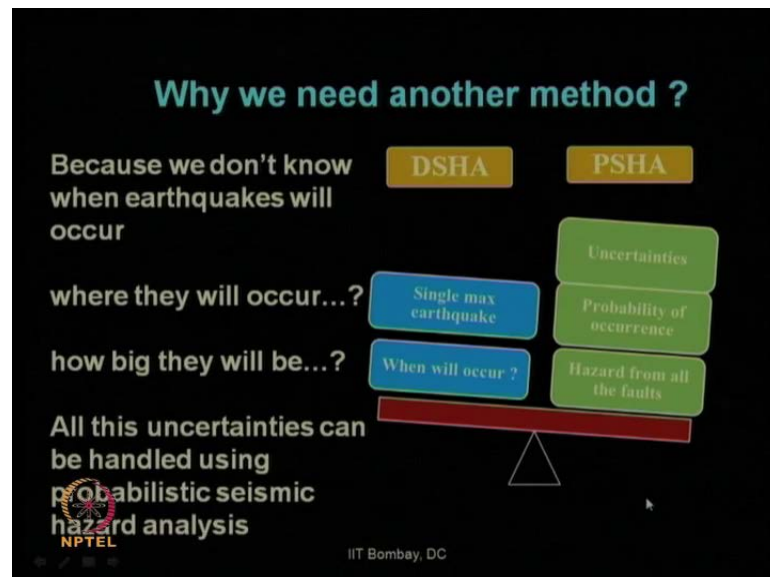 Why we need another method ?
Because we don't know
when earthquakes will
occur
where they will occur...?
how big they will be...?
All this uncertainties can
be handled using
probabilistic seismic
hazard analysis
DSHA
PSHA
Single max
earthquake
When will occur ?
Uncertainties
Probability of
occurrence
Hazard from all
the faults
NPTEL
IIT Bombay, DC